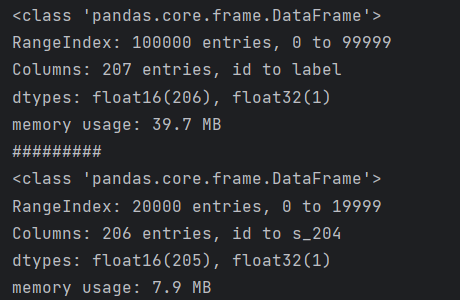 <class 'pandas.core.frame.DataFrame'>
RangeIndex: 100000 entries, 0 to 99999
Columns: 207 entries, id to label
dtypes: float16(206), float32(1)
memory usage: 39.7 MB
#########
<class 'pandas.core.frame.DataFrame'>
RangeIndex: 20000 entries, 0 to 19999
Columns: 206 entries, id to s_204
dtypes: float16(205), float32(1)
memory usage: 7.9 MB